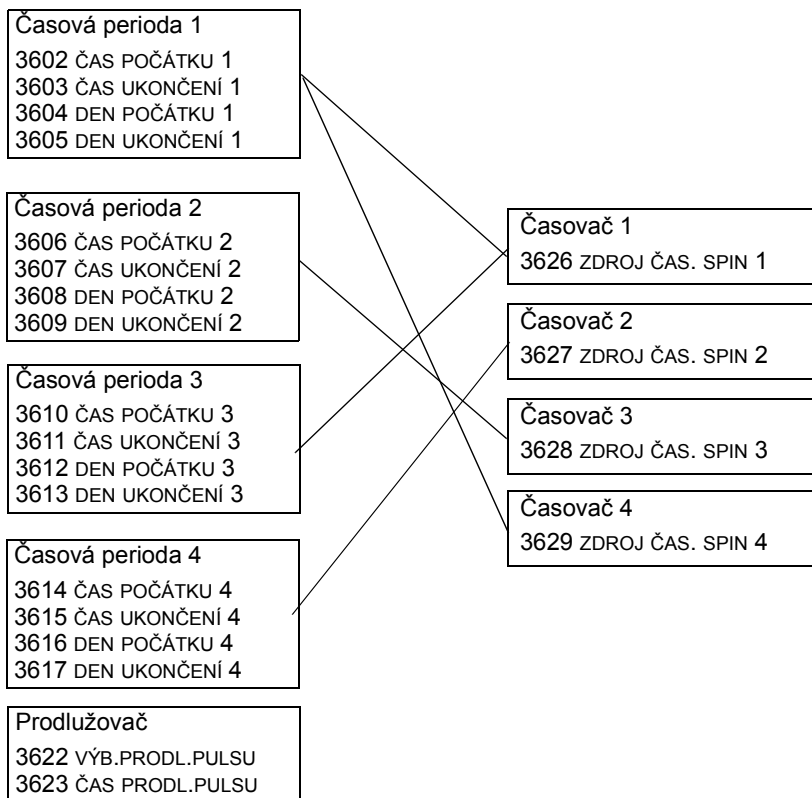 Časová perioda 1
3602 ČAS POČÁTKU 1
3603 ČAS UKONČENÍ 1
3604 DEN POČÁTKU 1
3605 DEN UKONČENÍ 1
Časová perioda 2
3606 ČAS POČÁTKU 2
3607 ČAS UKONČENÍ 2
3608 DEN POČÁTKU 2
3609 DEN UKONČENÍ 2
Časová perioda 3
3610 ČAS POČÁTKU 3
3611 ČAS UKONČENÍ 3
3612 DEN POČÁTKU 3
3613 DEN UKONČENÍ 3
Časová perioda 4
3614 ČAS POČÁTKU 4
3615 ČAS UKONČENÍ 4
3616 DEN POČÁTKU 4
3617 DEN UKONČENÍ 4
Prodlužovač
3622 VÝB.PRODL.PULSU
3623 ČAS PRODL.PULSU
Časovač 1
3626 ZDROJ ČAS. SPIN 1
Časovač 2
3627 ZDROJ ČAS. SPIN 2
Časovač 3
3628 ZDROJ ČAS. SPIN 3
Časovač 4
3629 ZDROJ ČAS. SPIN 4